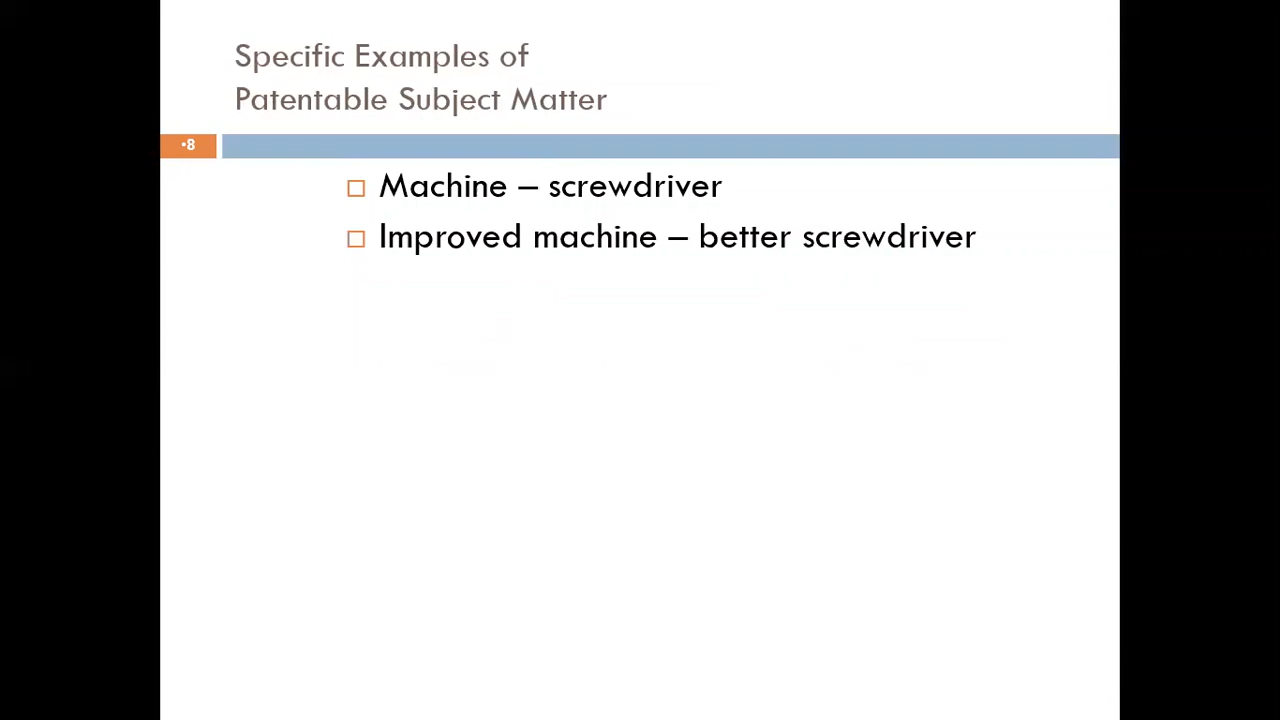 Specific Examples of
Patentable Subject Matter
•8
Machine – screwdriver
Improved machine – better screwdriver